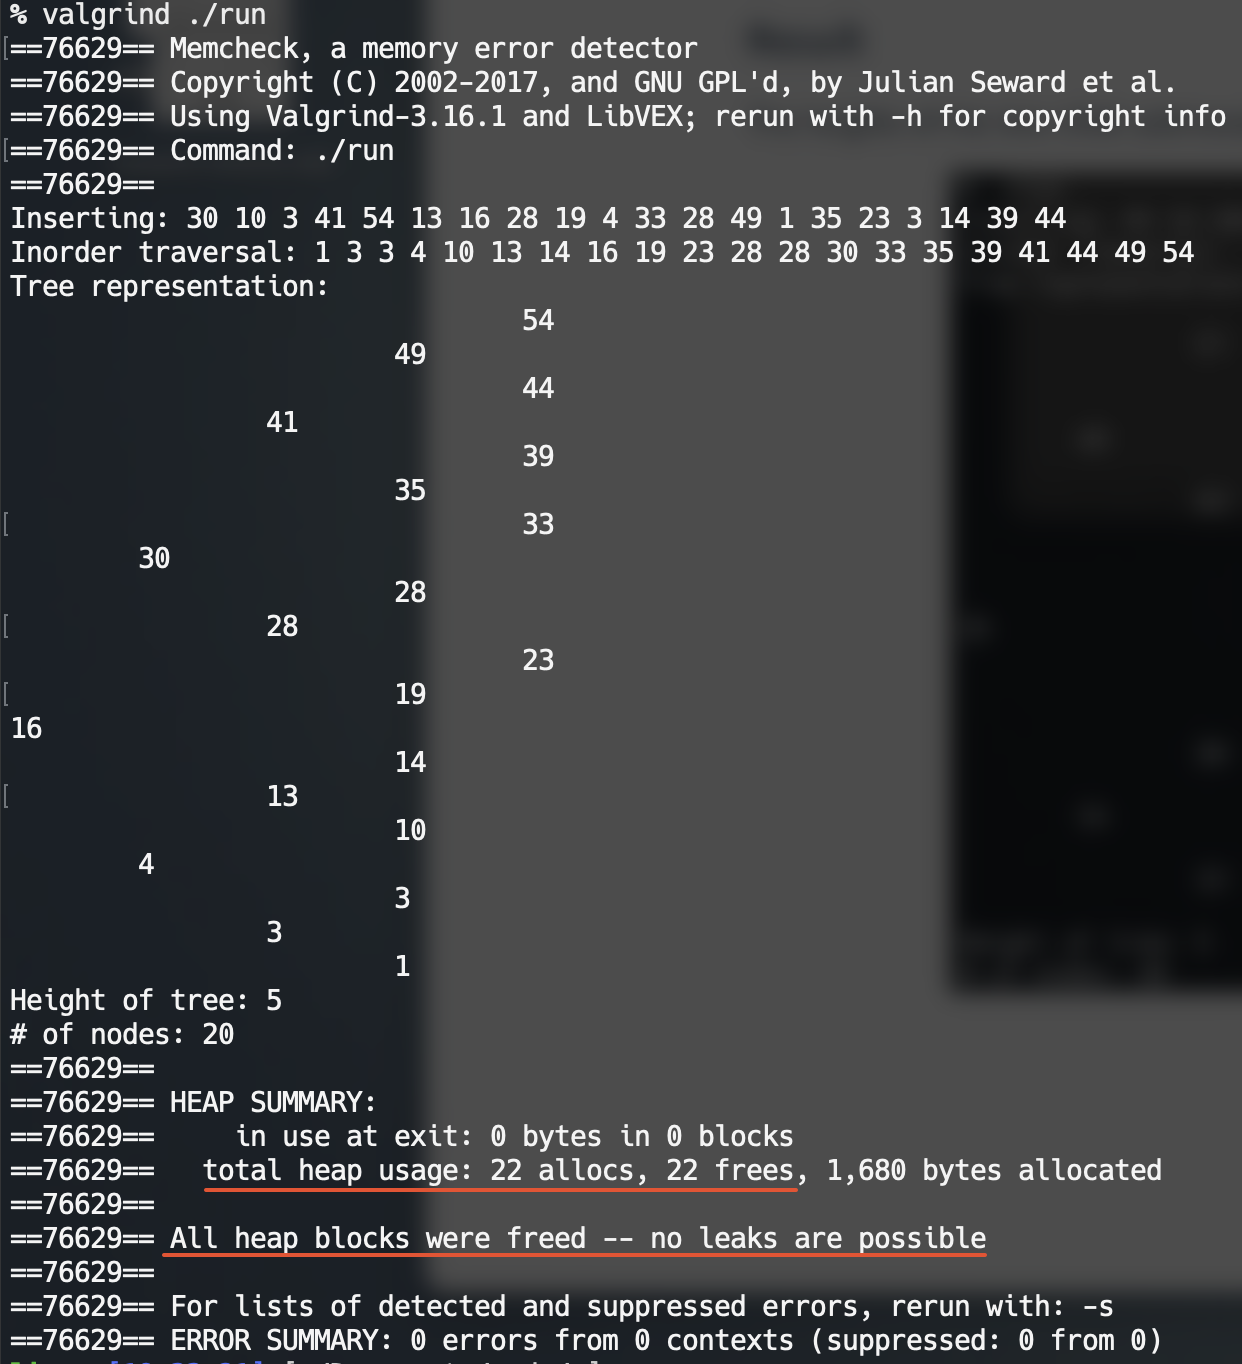 % valgrind ./run
==76629== Memcheck, a memory error detector
==76629== Copyright (C) 2002-2017, and GNU GPL'd, by Julian Seward et al.
==76629== Using Valgrind-3.16.1 and LibVEX; rerun with -h for copyright info
==76629== Command: ./run
==76629==
Inserting: 30 10 3 41 54 13 16 28 19 4 33 28 49 1 35 23 3 14 39 44
Inorder traversal: 1 3 3 4 10 13 14 16 19 23 28 28 30 33 35 39 41 44 49 54
Tree representation:
54
49
44
41
39
35
33
30
28
28
23
19
16
14
13
10
4
3
3
1
Height of tree: 5
# of nodes: 20
==76629==
==76629== HEAP SUMMARY:
==76629==     in use at exit: 0 bytes in 0 blocks
==76629==   total heap usage: 22 allocs, 22 frees, 1,680 bytes allocated
==76629==
==76629== All heap blocks were freed -- no leaks are possible
==76629==
==76629== For lists of detected and suppressed errors, rerun with: -s
==76629== ERROR SUMMARY: 0 errors from 0 contexts (suppressed: 0 from 0)